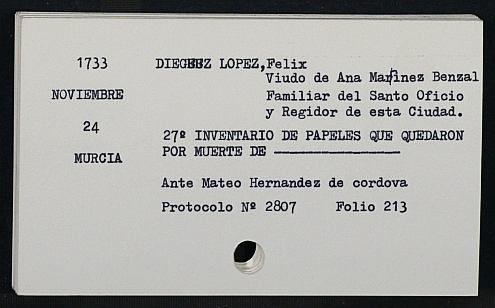 1733 DIEGUEZ LOPEZ, Felix
Viudo de Ana Martinez Benzal
NOVIEMBRE Familiar del Santo Oficio
y Regidor de esta Ciudad.
24
27º INVENTARIO DE PAPELES QUE QUEDARON
MURCIA POR MUERTE DE ————————
Ante Mateo Hernandez de cordova
Protocolo Nº 2807 Folio 213